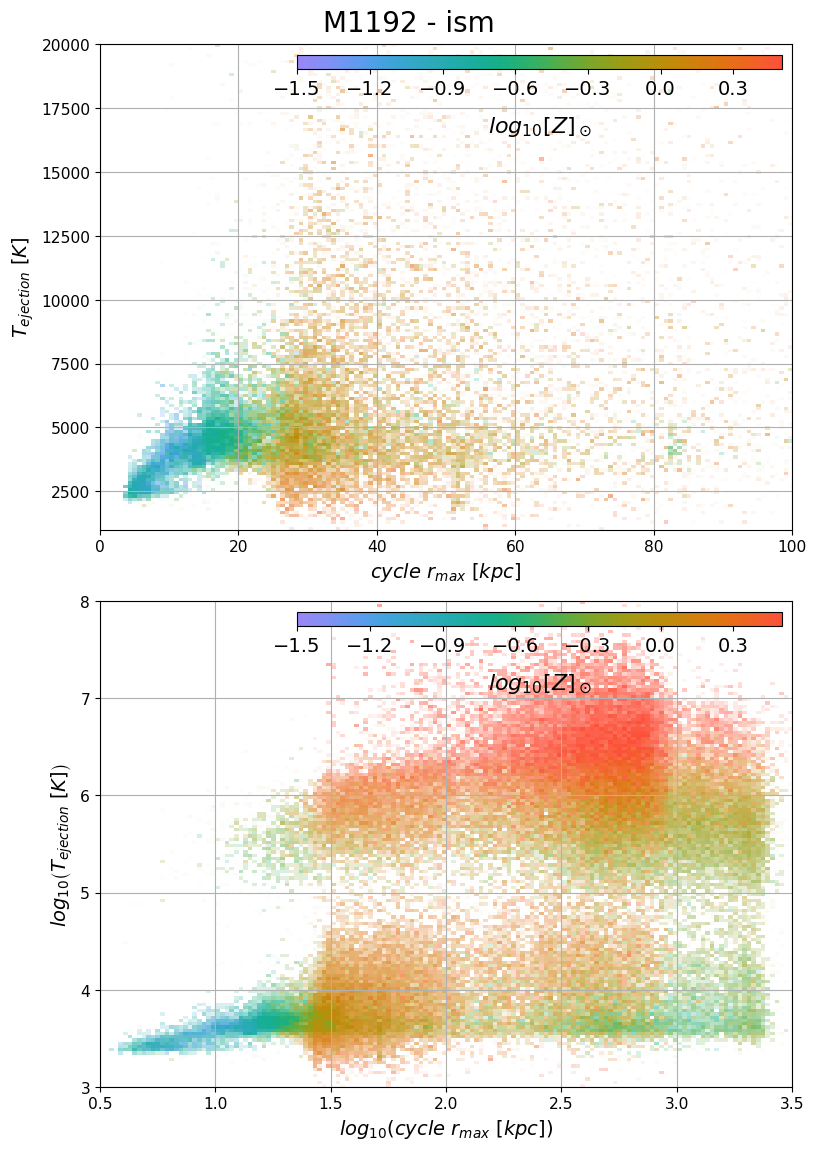 M1192 - ism
20000
17500
15000
12500
10000
7500
5000
2500
T_ejection [K]
−1.5 −1.2 −0.9 −0.6 −0.3 0.0 0.3
log10[Z]⊙
0 20 40 60 80 100
cycle r_max [kpc]
8
7
6
5
4
3
log10(T_ejection [K])
−1.5 −1.2 −0.9 −0.6 −0.3 0.0 0.3
log10[Z]⊙
0.5 1.0 1.5 2.0 2.5 3.0 3.5
log10(cycle r_max [kpc])